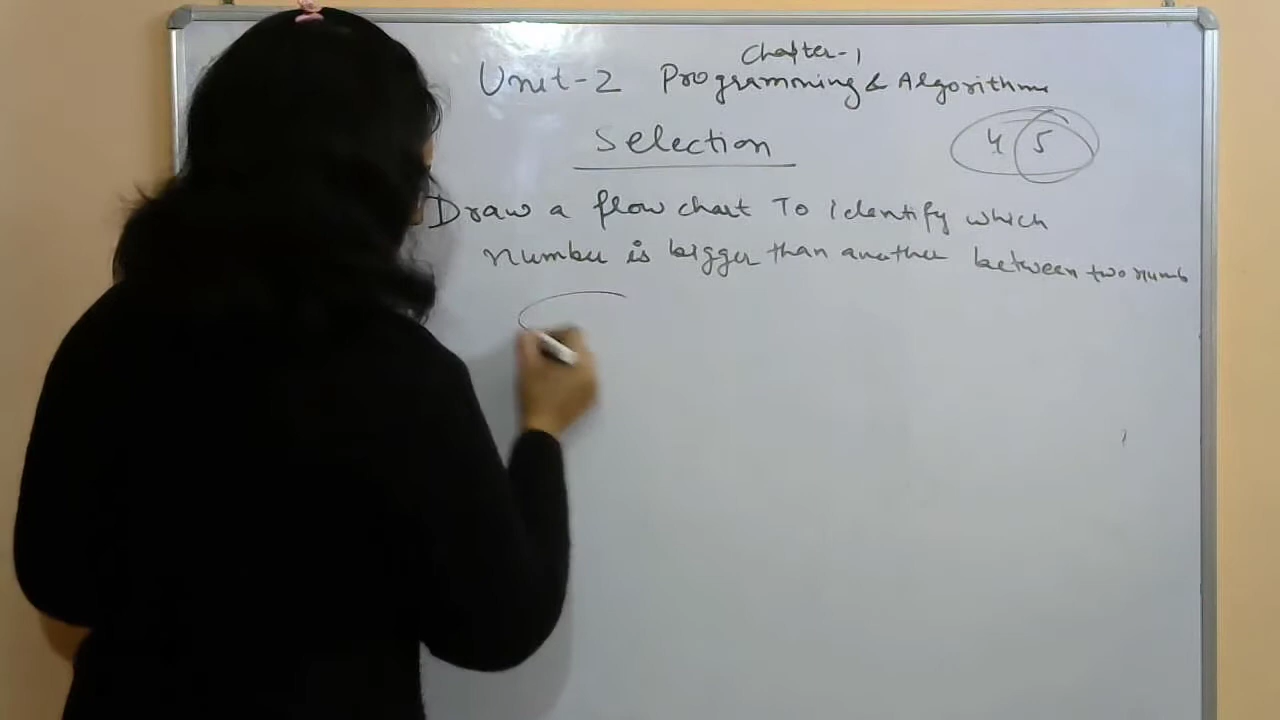 Chapter-1
Unit-2 Programming & Algorithms
Selection
4 5
Draw a flow chart To identify which
number is bigger than another between two numb